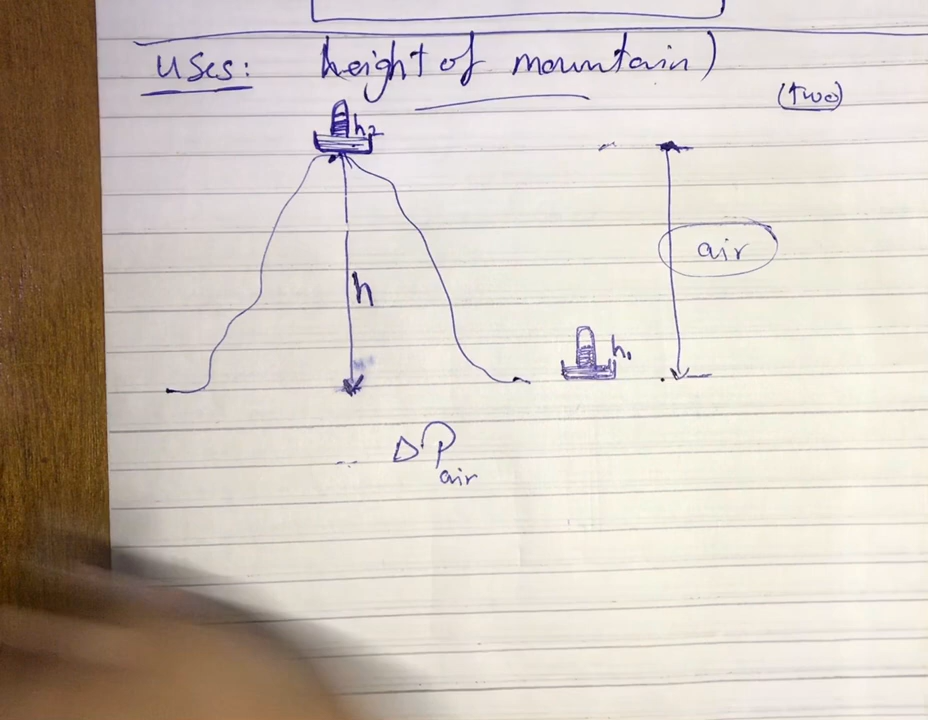 uses: height of mountain)
(two)
h2
air
h
h1
ΔP air